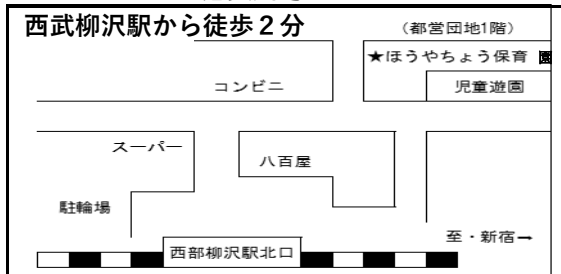 西武柳沢駅から徒歩２分
（都営団地1階）
★ほうやちょう保育園
コンビニ
児童遊園
スーパー
八百屋
駐輪場
至・新宿→
西部柳沢駅北口